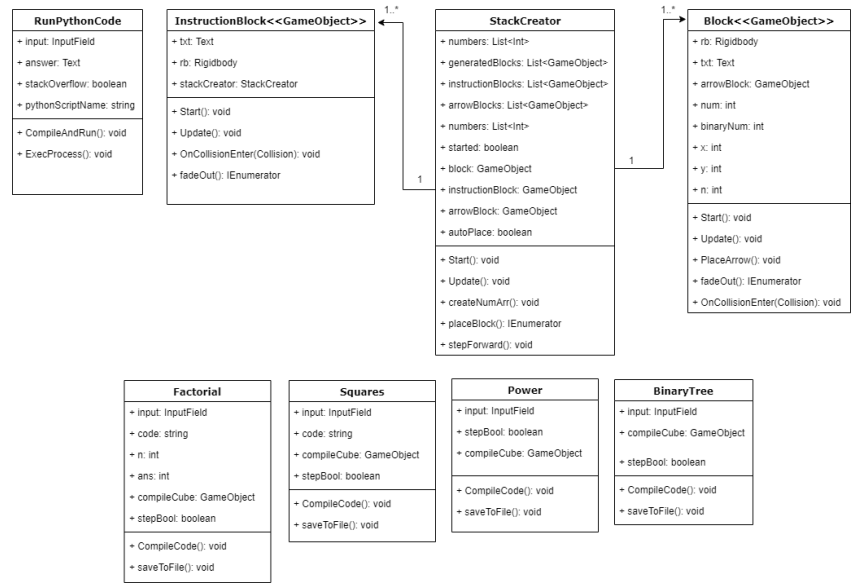 RunPythonCode
+ input: InputField
+ answer: Text
+ stackOverflow: boolean
+ pythonScriptName: string
+ CompileAndRun(): void
+ ExecProcess(): void
InstructionBlock<<GameObject>>
+ txt: Text
+ rb: Rigidbody
+ stackCreator: StackCreator
+ Start(): void
+ Update(): void
+ OnCollisionEnter(Collision): void
+ fadeOut(): IEnumerator
1..*
1
StackCreator
+ numbers: List<Int>
+ generatedBlocks: List<GameObject>
+ instructionBlocks: List<GameObject>
+ arrowBlocks: List<GameObject>
+ numbers: List<Int>
+ started: boolean
+ block: GameObject
+ instructionBlock: GameObject
+ arrowBlock: GameObject
+ autoPlace: boolean
+ Start(): void
+ Update(): void
+ createNumArr(): void
+ placeBlock(): IEnumerator
+ stepForward(): void
1..*
1
Block<<GameObject>>
+ rb: Rigidbody
+ txt: Text
+ arrowBlock: GameObject
+ num: int
+ binaryNum: int
+ x: int
+ y: int
+ n: int
+ Start(): void
+ Update(): void
+ PlaceArrow(): void
+ fadeOut(): IEnumerator
+ OnCollisionEnter(Collision): void
Factorial
+ input: InputField
+ code: string
+ n: int
+ ans: int
+ compileCube: GameObject
+ stepBool: boolean
+ CompileCode(): void
+ saveToFile(): void
Squares
+ input: InputField
+ code: string
+ compileCube: GameObject
+ stepBool: boolean
+ CompileCode(): void
+ saveToFile(): void
Power
+ input: InputField
+ stepBool: boolean
+ compileCube: GameObject
+ CompileCode(): void
+ saveToFile(): void
BinaryTree
+ input: InputField
+ compileCube: GameObject
+ stepBool: boolean
+ CompileCode(): void
+ saveToFile(): void